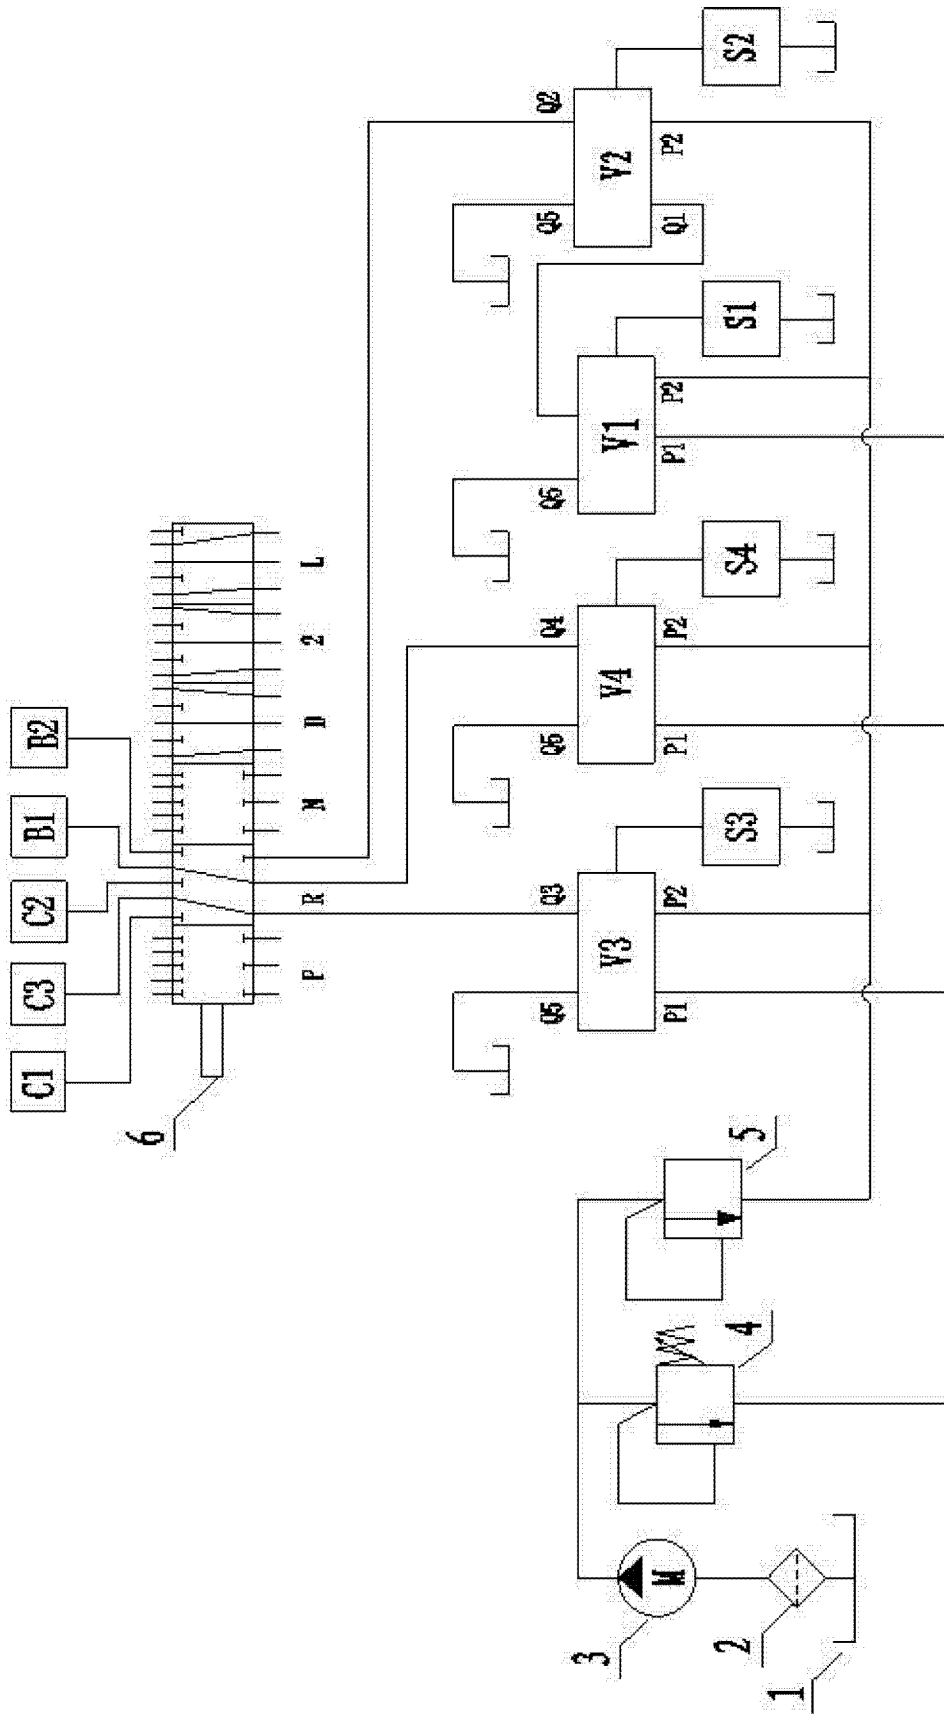 C1 C3 C2 B1 B2
6
P R N D 2 L
Q5 Q3 Q5 Q4 Q5 Q5 Q2
3 V3 V4 V1 V2
M P1 P2 P1 P2 P1 P2 Q1 P2
2 4 5 S3 S4 S1 S2
1